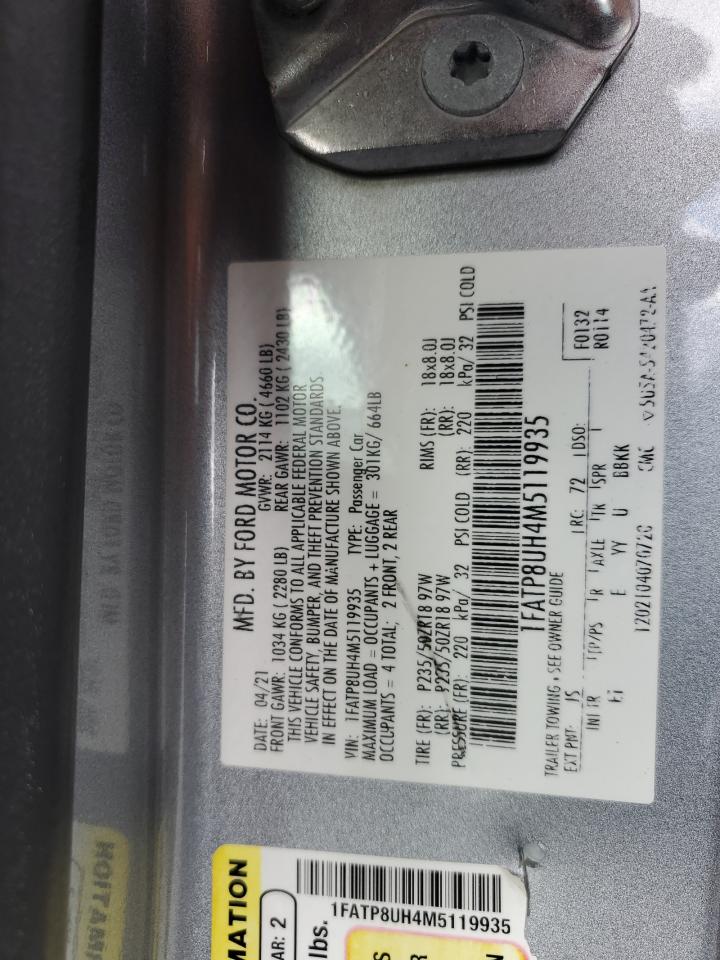 MFD. BY FORD MOTOR CO.
DATE: 04/21 GVWR: 2114 KG ( 4660 LB)
FRONT GAWR: 1034 KG ( 2280 LB) REAR GAWR: 1102 KG ( 2430 LB)
THIS VEHICLE CONFORMS TO ALL APPLICABLE FEDERAL MOTOR
VEHICLE SAFETY, BUMPER, AND THEFT PREVENTION STANDARDS
IN EFFECT ON THE DATE OF MANUFACTURE SHOWN ABOVE.
VIN: 1FATP8UH4M5119935 TYPE: Passenger Car
MAXIMUM LOAD = OCCUPANTS + LUGGAGE = 301KG/ 664LB
OCCUPANTS = 4 TOTAL; 2 FRONT, 2 REAR
TIRE (FR): P235/50ZR18 97W RIMS (FR): 18x8.0J
(RR): P235/50ZR18 97W (RR): 18x8.0J
PRESSURE (FR): 220 kPa/ 32 PSI COLD (RR): 220 kPa/ 32 PSI COLD
1FATP8UH4M5119935
TRAILER TOWING - SEE OWNER GUIDE
EXT PNT: JS RC: 72 DSO: F0132
INT TR TP/PS R AXLE TR SPR R0114
E YY U BBKK
1FATP8UH4M5119935
MATION
AR: 2
lbs.